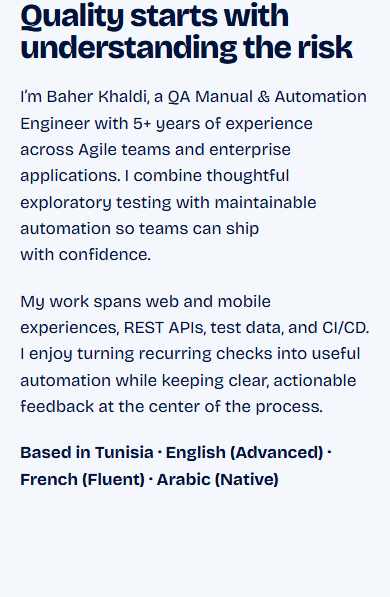 Quality starts with
understanding the risk
I'm Baher Khaldi, a QA Manual & Automation
Engineer with 5+ years of experience
across Agile teams and enterprise
applications. I combine thoughtful
exploratory testing with maintainable
automation so teams can ship
with confidence.
My work spans web and mobile
experiences, REST APIs, test data, and CI/CD.
I enjoy turning recurring checks into useful
automation while keeping clear, actionable
feedback at the center of the process.
Based in Tunisia · English (Advanced) ·
French (Fluent) · Arabic (Native)